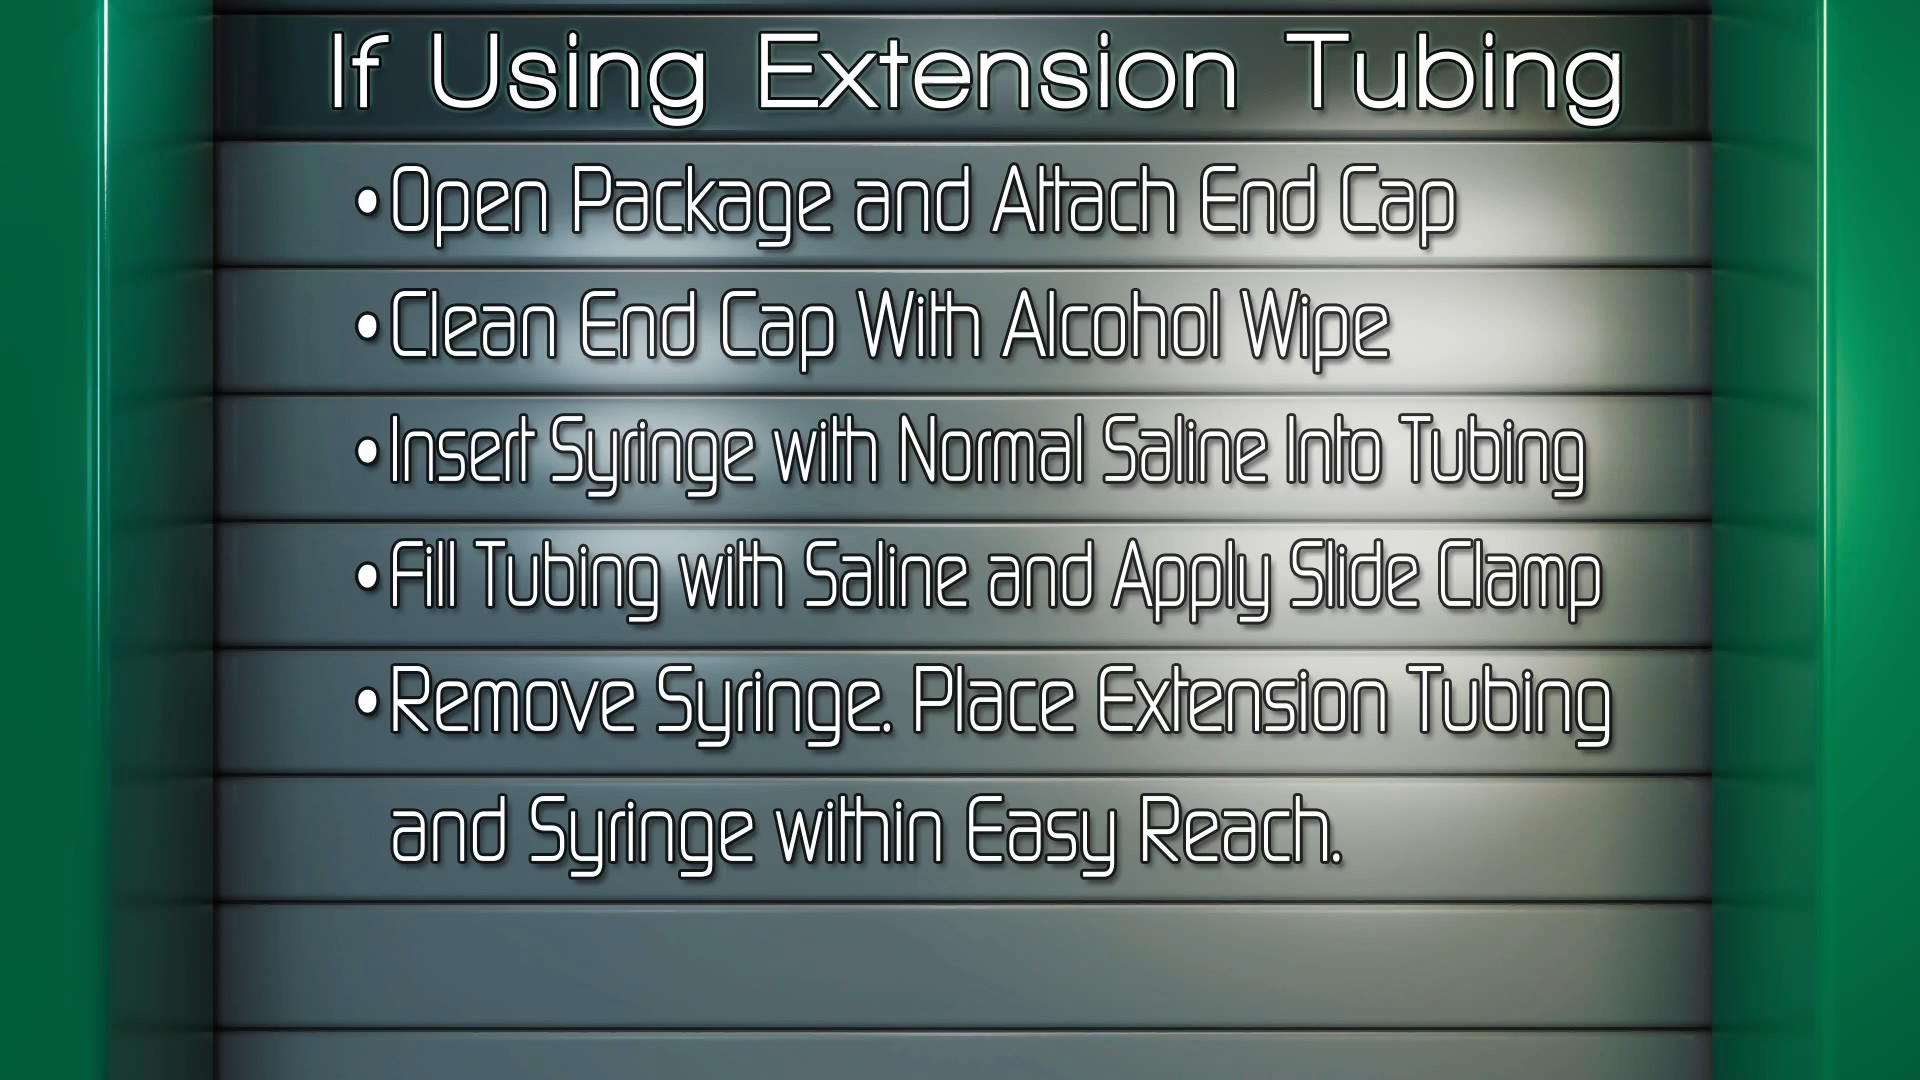 If Using Extension Tubing
•Open Package and Attach End Cap
•Clean End Cap With Alcohol Wipe
•Insert Syringe with Normal Saline Into Tubing
•Fill Tubing with Saline and Apply Slide Clamp
•Remove Syringe. Place Extension Tubing
and Syringe within Easy Reach.